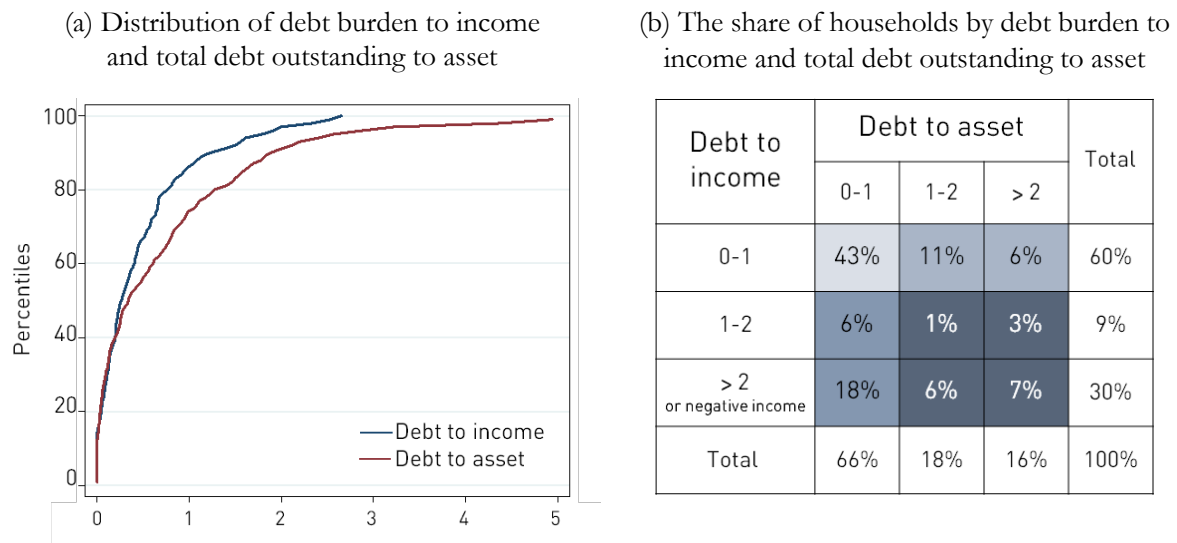 (a) Distribution of debt burden to income
and total debt outstanding to asset
Percentiles
100
80
60
40
20
0
0 1 2 3 4 5
Debt to income
Debt to asset
(b) The share of households by debt burden to
income and total debt outstanding to asset
Debt to
income
Debt to asset
Total
0-1 1-2 > 2
0-1 43% 11% 6% 60%
1-2 6% 1% 3% 9%
> 2
or negative income
18% 6% 7% 30%
Total 66% 18% 16% 100%